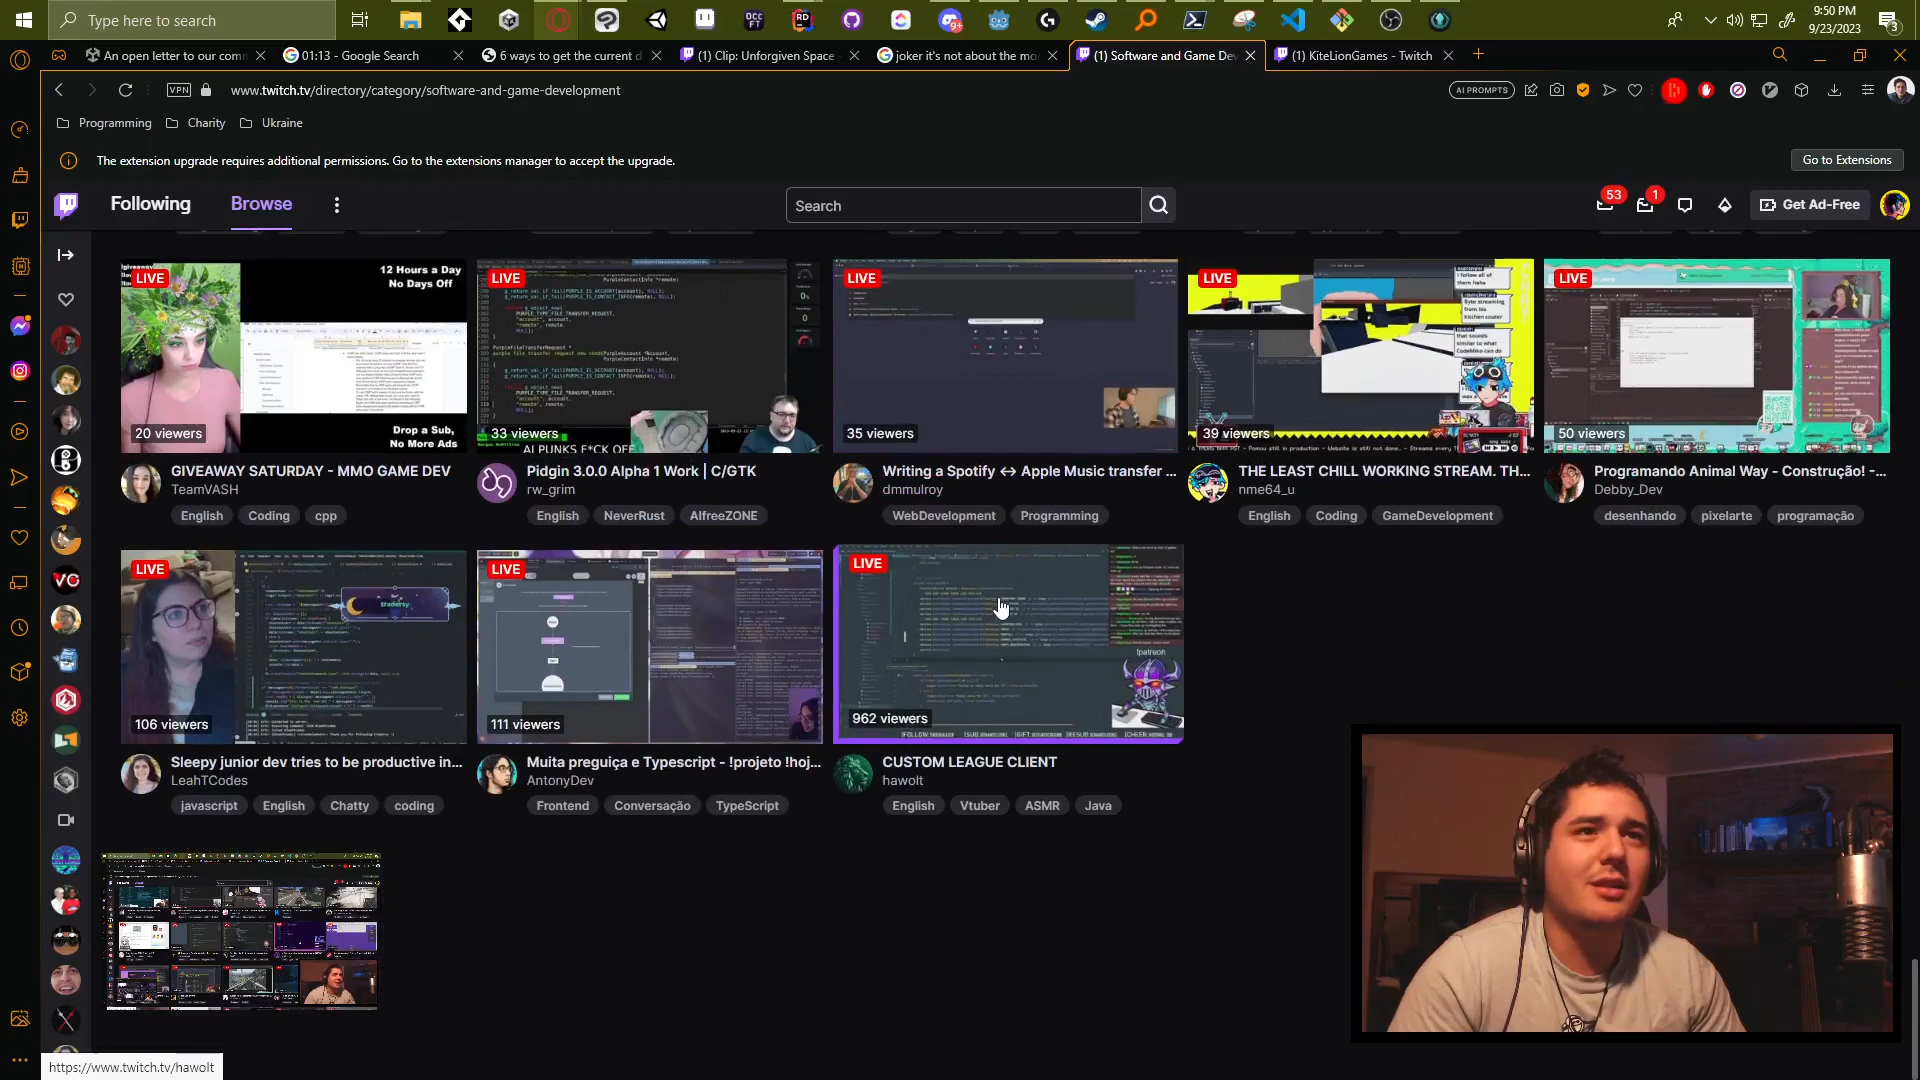 Type here to search
9:50 PM
9/23/2023
3
An open letter to our com
01:13 - Google Search
6 ways to get the current d
(1) Clip: Unforgiven Space -
joker it's not about the mo
(1) Software and Game De
(1) KiteLionGames - Twitch
VPN
www.twitch.tv/directory/category/software-and-game-development
AI PROMPTS
Programming
Charity
Ukraine
The extension upgrade requires additional permissions. Go to the extensions manager to accept the upgrade.
Go to Extensions
Following
Browse
Search
53
1
Get Ad-Free
LIVE
12 Hours a Day
No Days Off
Drop a Sub,
No More Ads
20 viewers
LIVE
33 viewers
AI PUNKS F*CK OFF
LIVE
35 viewers
LIVE
39 viewers
LIVE
50 viewers
GIVEAWAY SATURDAY - MMO GAME DEV
TeamVASH
English
Coding
cpp
Pidgin 3.0.0 Alpha 1 Work | C/GTK
rw_grim
English
NeverRust
AIfreeZONE
Writing a Spotify <-> Apple Music transfer ...
dmmulroy
WebDevelopment
Programming
THE LEAST CHILL WORKING STREAM. TH...
nme64_u
English
Coding
GameDevelopment
Programando Animal Way - Construção! -...
Debby_Dev
desenhando
pixelarte
programação
LIVE
106 viewers
LIVE
111 viewers
LIVE
!patreon
962 viewers
Sleepy junior dev tries to be productive in...
LeahTCodes
javascript
English
Chatty
coding
Muita preguiça e Typescript - !projeto !hoj...
AntonyDev
Frontend
Conversação
TypeScript
CUSTOM LEAGUE CLIENT
hawolt
English
Vtuber
ASMR
Java
https://www.twitch.tv/hawolt